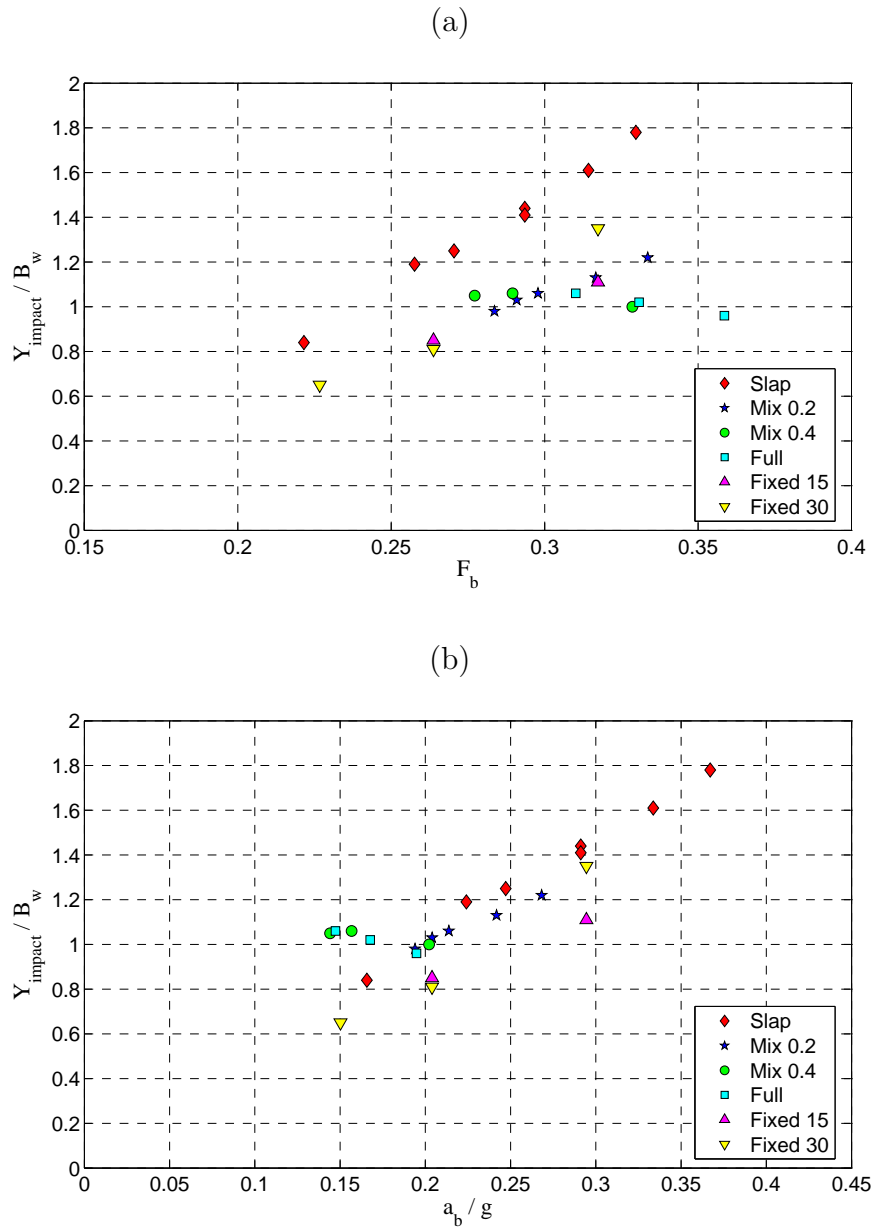 (a)
2
1.8
1.6
1.4
1.2
1
0.8
0.6
0.4
0.2
0
0.15 0.2 0.25 0.3 0.35 0.4
Y_impact / B_w
F_b
Slap
Mix 0.2
Mix 0.4
Full
Fixed 15
Fixed 30
(b)
2
1.8
1.6
1.4
1.2
1
0.8
0.6
0.4
0.2
0
0 0.05 0.1 0.15 0.2 0.25 0.3 0.35 0.4 0.45
Y_impact / B_w
a_b / g
Slap
Mix 0.2
Mix 0.4
Full
Fixed 15
Fixed 30